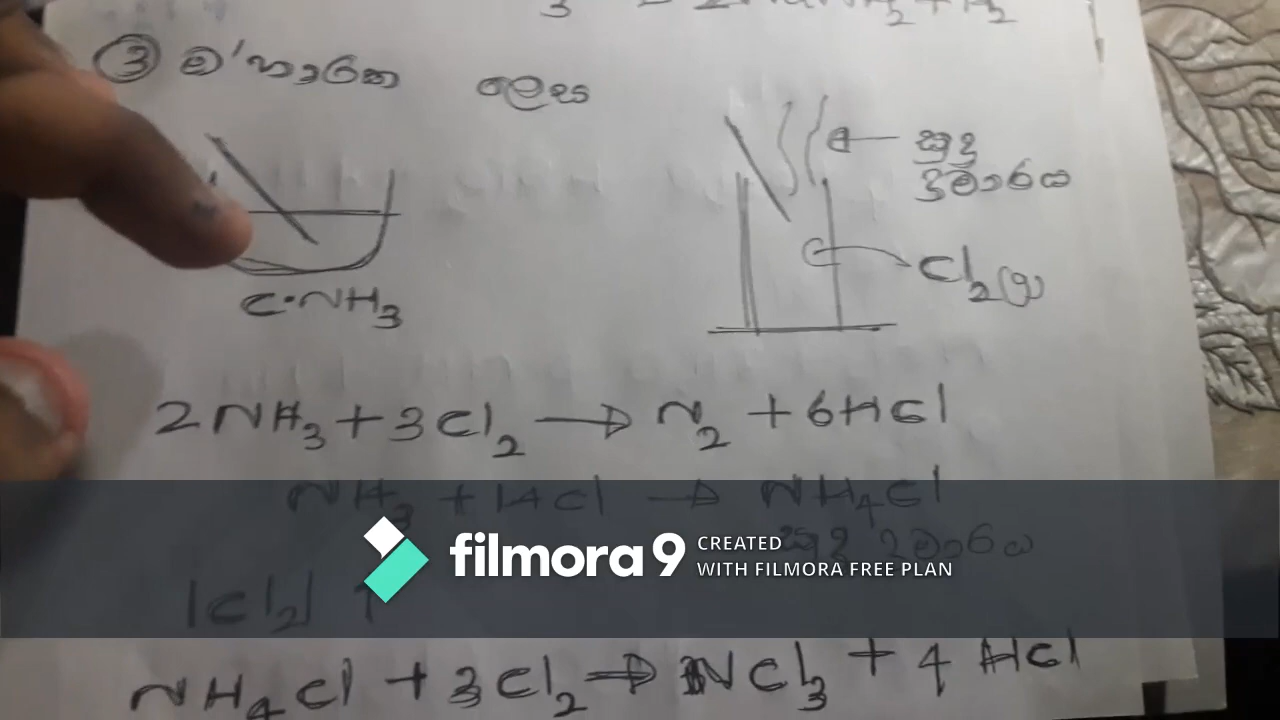 ③ ඔ'හාරක ලෙස
සුදු
දුමාරය
Cl₂(g)
C·NH₃
2NH₃ + 3Cl₂ → N₂ + 6HCl
NH₃ + HCl → NH₄Cl
සුදු දුමාරය
filmora 9 CREATED
WITH FILMORA FREE PLAN
[Cl₂] ↑
NH₄Cl + 3Cl₂ → NCl₃ + 4HCl